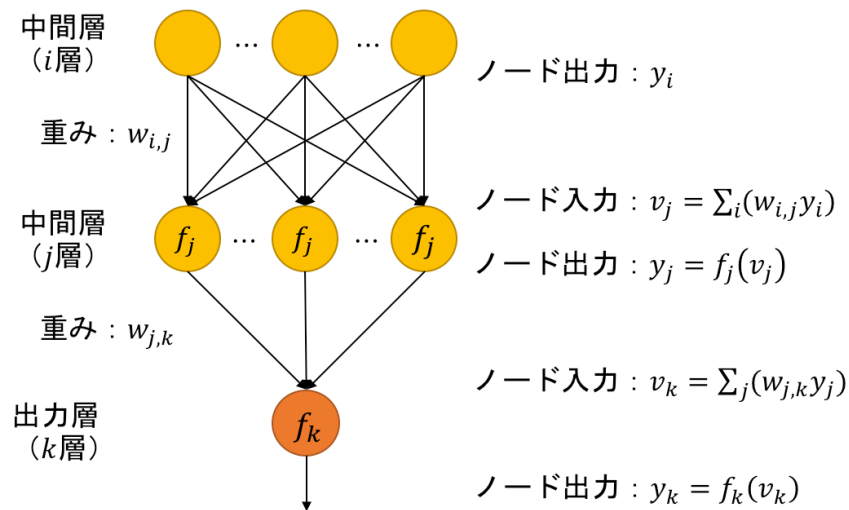 中間層
（i層）
… …
ノード出力：y_i
重み：w_{i,j}
ノード入力：v_j = ∑_i(w_{i,j}y_i)
中間層
（j層）
f_j … f_j … f_j
ノード出力：y_j = f_j(v_j)
重み：w_{j,k}
ノード入力：v_k = ∑_j(w_{j,k}y_j)
出力層
（k層）
f_k
ノード出力：y_k = f_k(v_k)